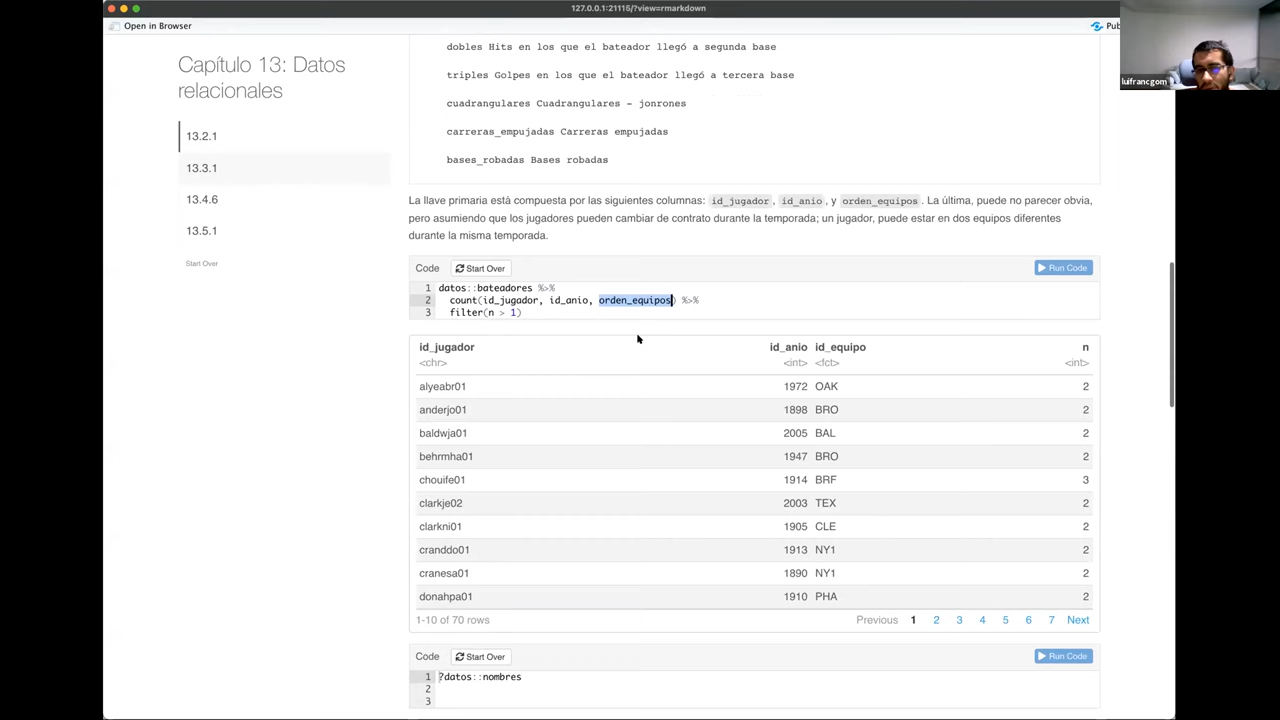 127.0.0.1:21115/?view=rmarkdown
Open in Browser
Pub
luifrancgom
Capítulo 13: Datos
relacionales
13.2.1
13.3.1
13.4.6
13.5.1
Start Over
dobles Hits en los que el bateador llegó a segunda base
triples Golpes en los que el bateador llegó a tercera base
cuadrangulares Cuadrangulares - jonrones
carreras_empujadas Carreras empujadas
bases_robadas Bases robadas
La llave primaria está compuesta por las siguientes columnas: id_jugador, id_anio, y orden_equipos. La última, puede no parecer obvia,
pero asumiendo que los jugadores pueden cambiar de contrato durante la temporada; un jugador, puede estar en dos equipos diferentes
durante la misma temporada.
Code Start Over Run Code
1 datos::bateadores %>%
2 count(id_jugador, id_anio, orden_equipos) %>%
3 filter(n > 1)
id_jugador id_anio id_equipo n
<chr> <int> <fct> <int>
alyeabr01 1972 OAK 2
anderjo01 1898 BRO 2
baldwja01 2005 BAL 2
behrmha01 1947 BRO 2
chouife01 1914 BRF 3
clarkje02 2003 TEX 2
clarkni01 1905 CLE 2
cranddo01 1913 NY1 2
cranesa01 1890 NY1 2
donahpa01 1910 PHA 2
1-10 of 70 rows Previous 1 2 3 4 5 6 7 Next
Code Start Over Run Code
1 ?datos::nombres
2
3